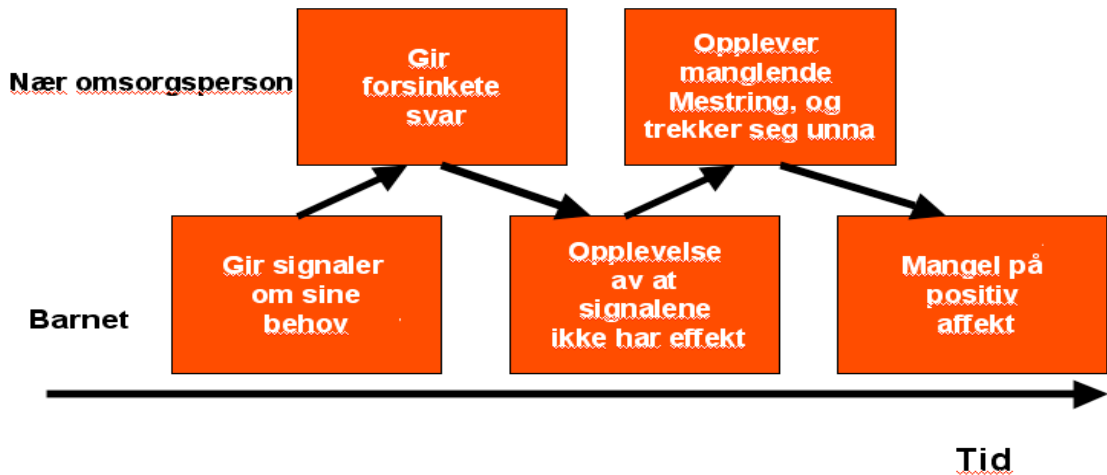 Nær omsorgsperson
Gir
forsinkete
svar
Opplever
manglende
Mestring, og
trekker seg unna
Barnet
Gir signaler
om sine
behov
Opplevelse
av at
signalene
ikke har effekt
Mangel på
positiv
affekt
Tid